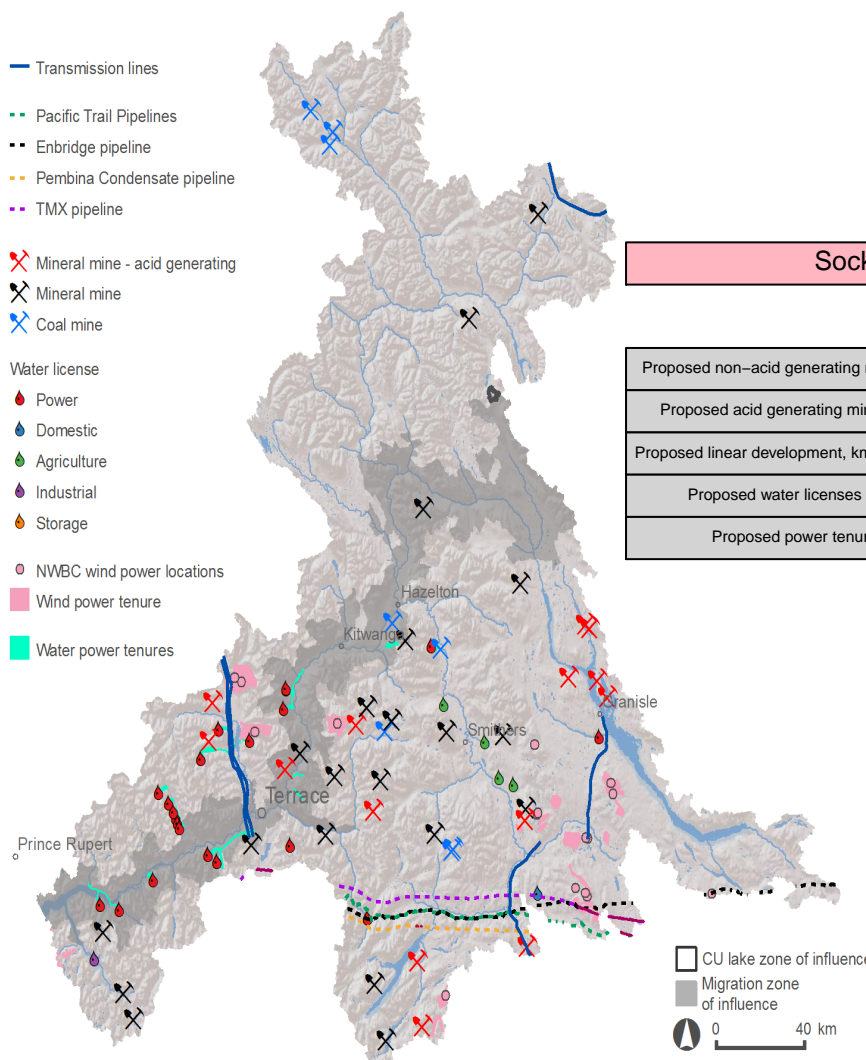 Transmission lines
Pacific Trail Pipelines
Enbridge pipeline
Pembina Condensate pipeline
TMX pipeline
Mineral mine - acid generating
Mineral mine
Coal mine
Water license
Power
Domestic
Agriculture
Industrial
Storage
NWBC wind power locations
Wind power tenure
Water power tenures
Sock
Proposed non−acid generating
Proposed acid generating
Proposed linear development,
Proposed water licenses
Proposed power
Hazelton
Kitwanga
Granisle
Smithers
Terrace
Prince Rupert
CU lake zone of influence
Migration zone
of influence
0 40 km